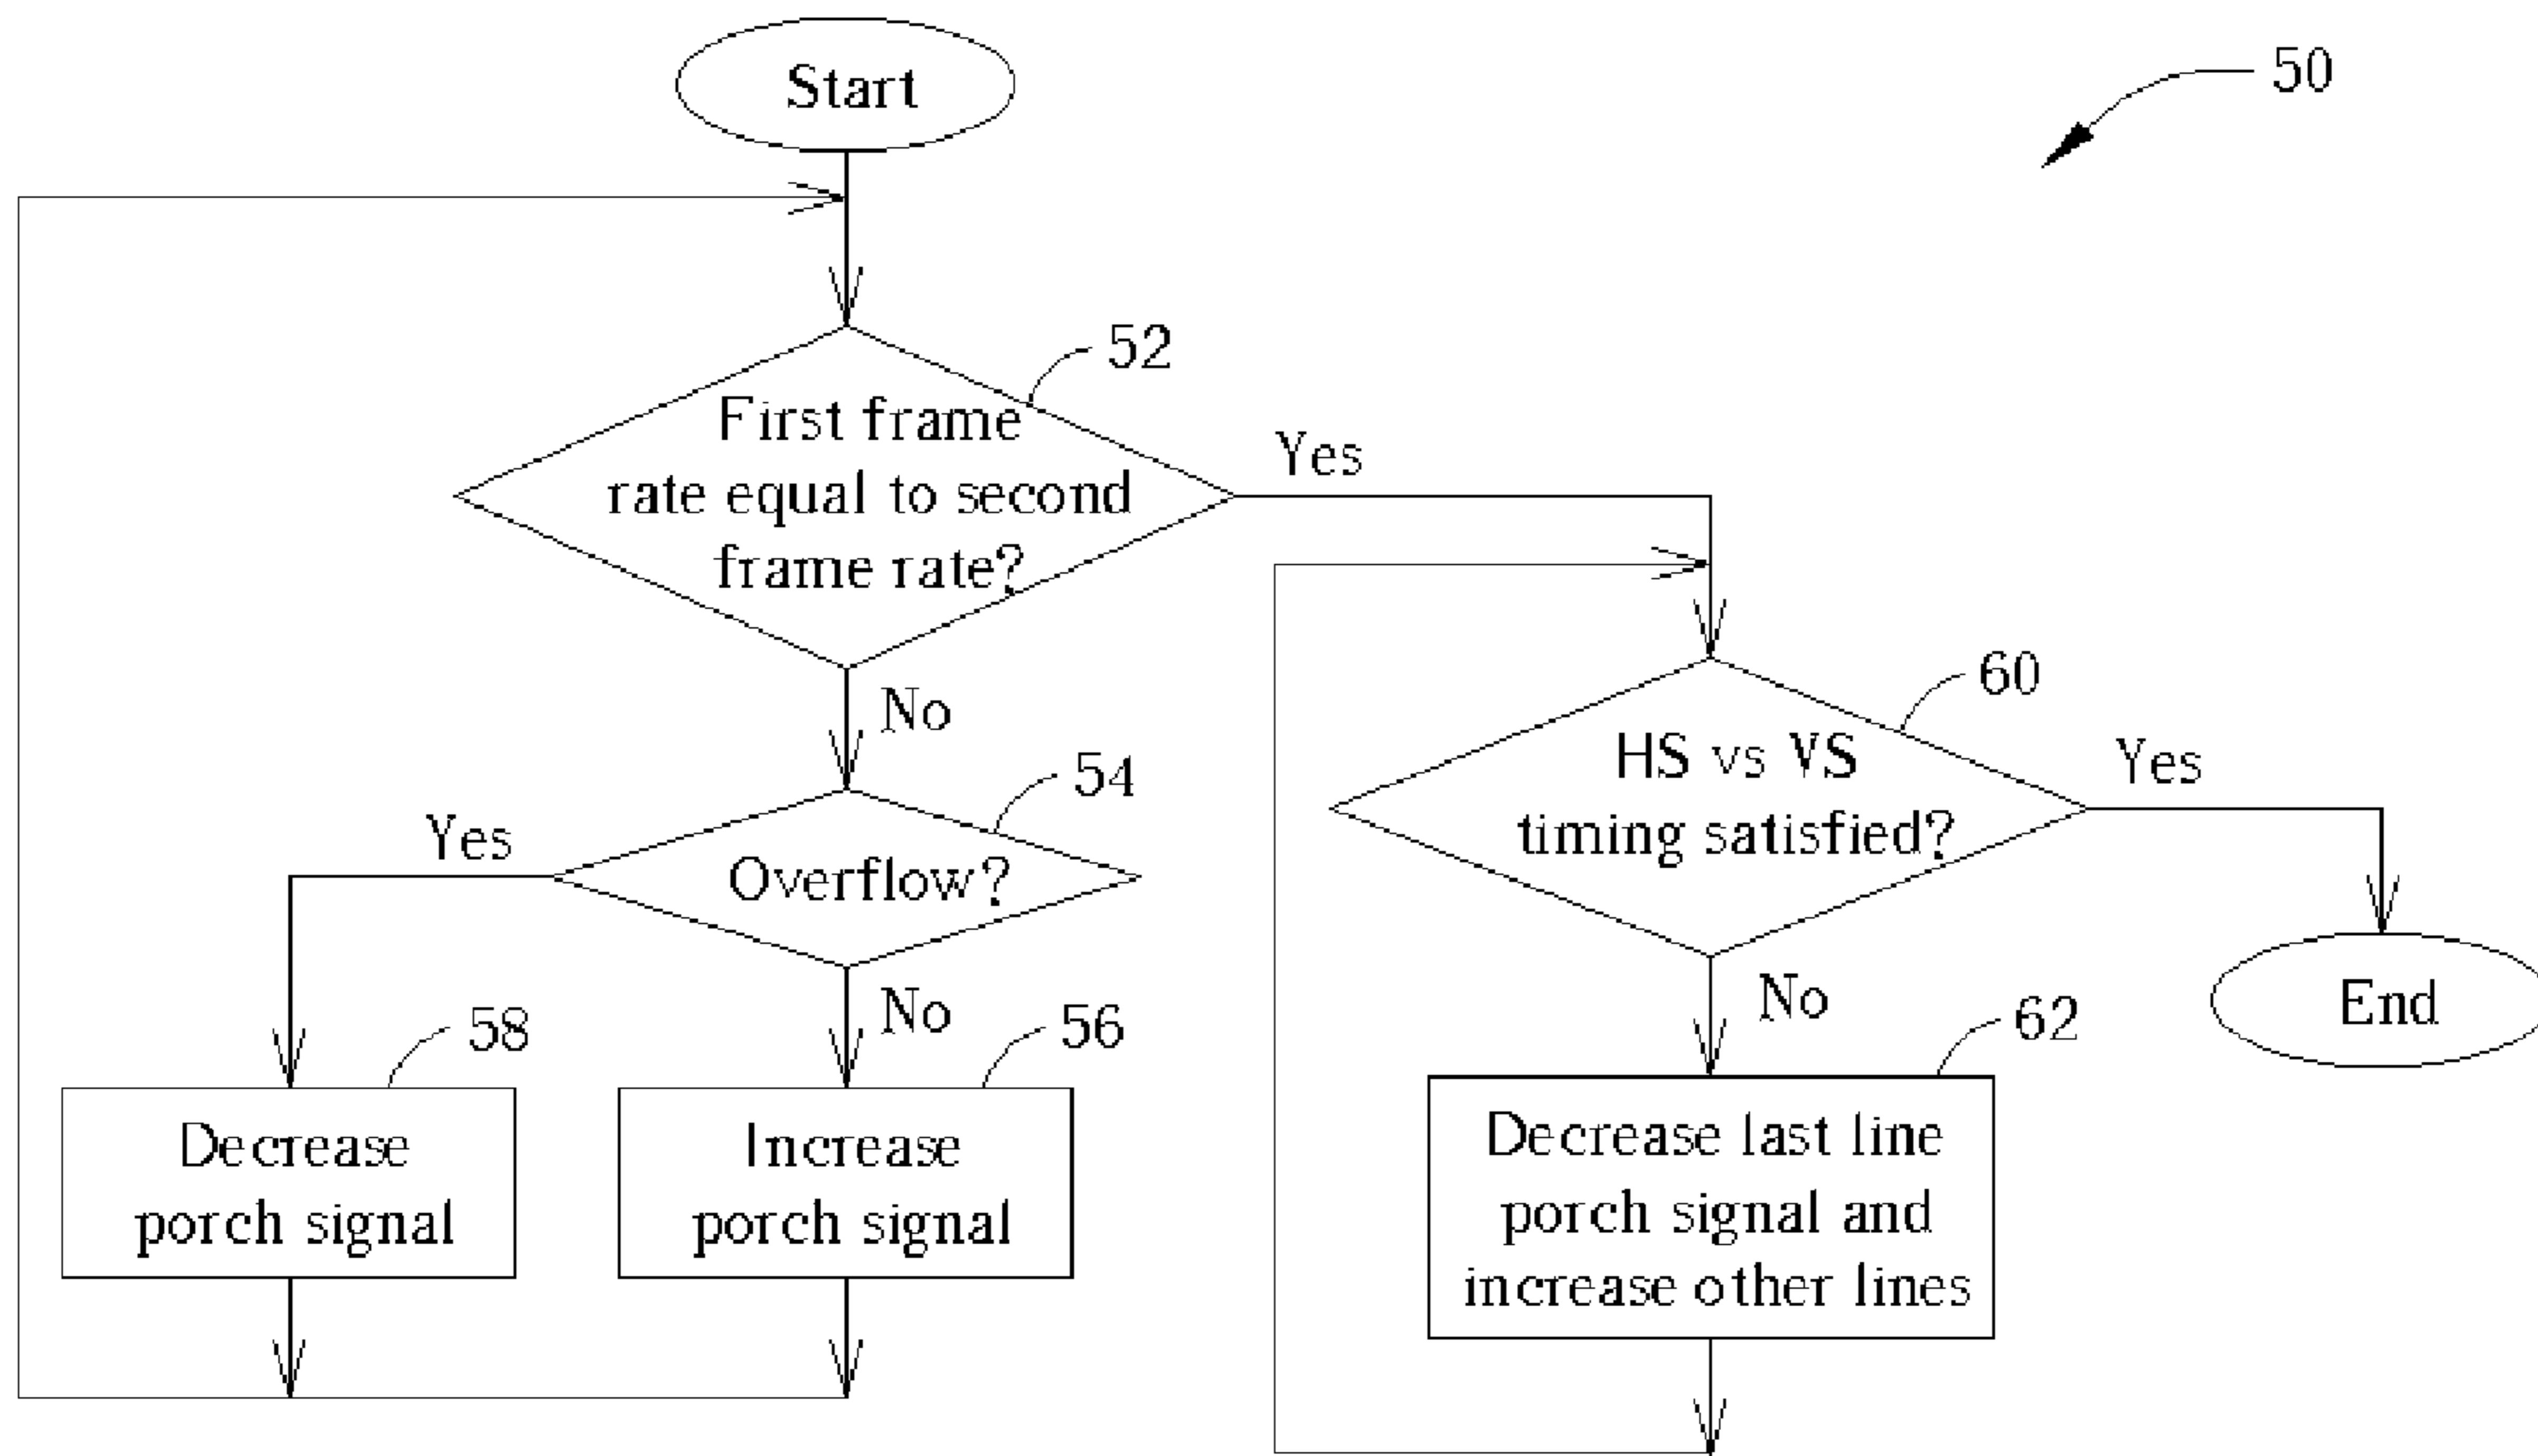 Start
50
52
First frame
rate equal to second
frame rate?
Yes
No
60
HS vs VS
timing satisfied?
Yes
54
Overflow?
Yes
No
End
58
Decrease
porch signal
56
Increase
porch signal
No
62
Decrease last line
porch signal and
increase other lines